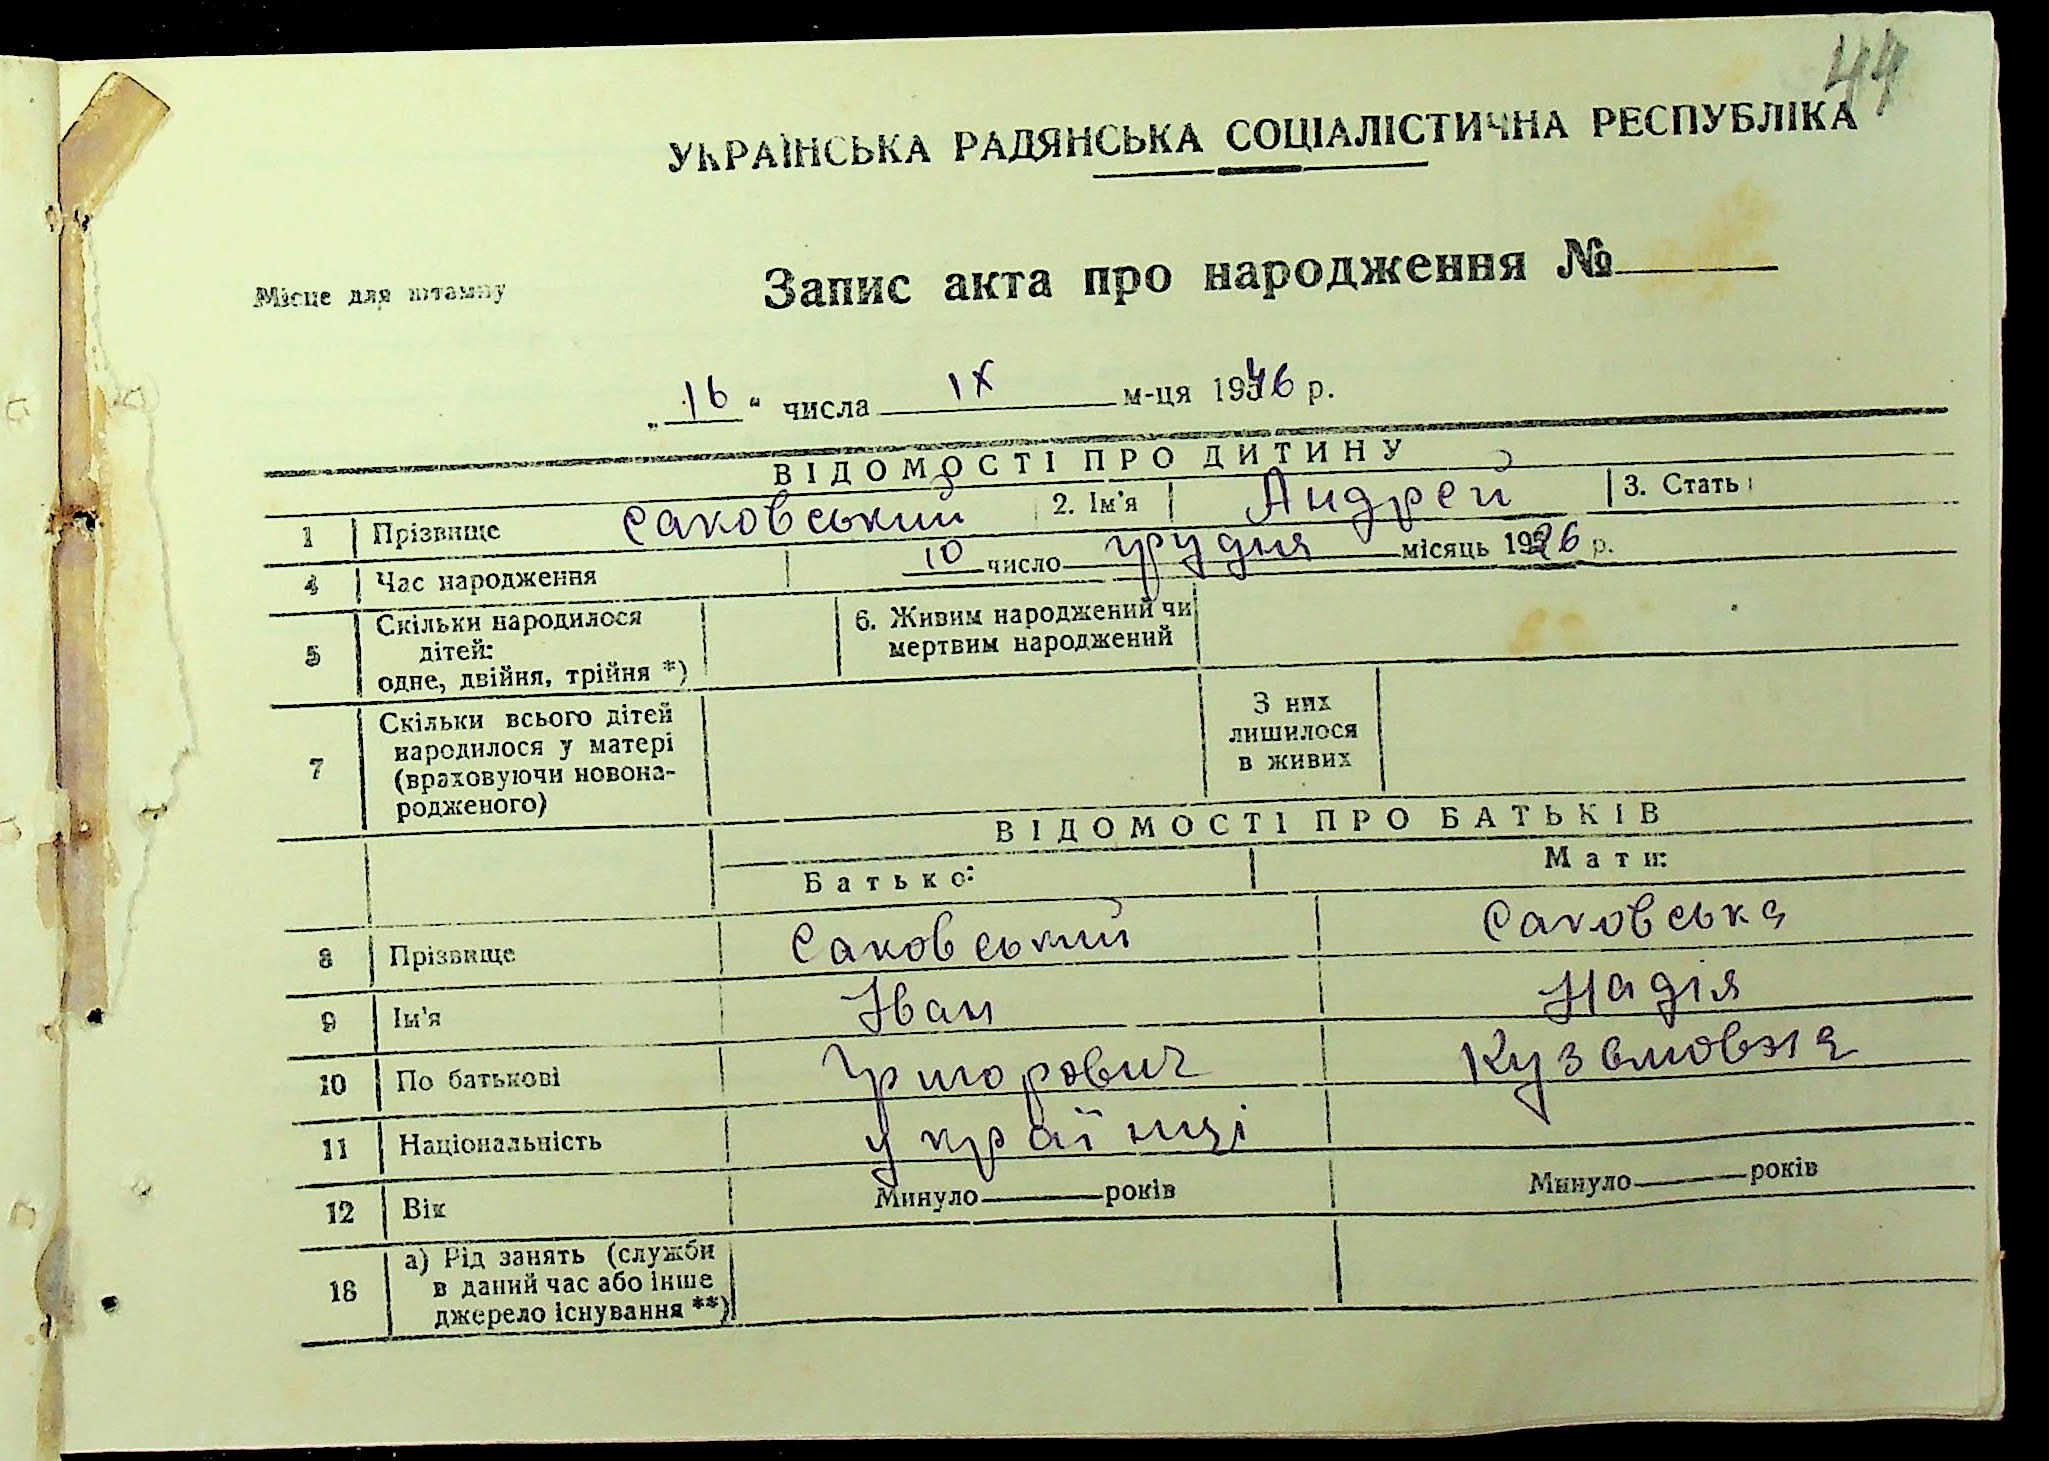 44
УКРАЇНСЬКА РАДЯНСЬКА СОЦІАЛІСТИЧНА РЕСПУБЛІКА
Місце для штампу
Запис акта про народження №
„16“ числа IX м-ця 1946 р.
ВІДОМОСТІ ПРО ДИТИНУ
1 Прізвище Саковський 2. Ім'я Андрей 3. Стать
4 Час народження 10 число грудня місяць 1926 р.
5 Скільки народилося дітей: одне, двійня, трійня *) 6. Живим народжений чи мертвим народжений
7 Скільки всього дітей народилося у матері (враховуючи новона-родженого) З них лишилося в живих
ВІДОМОСТІ ПРО БАТЬКІВ
Батько: Мати:
8 Прізвище Саковський Саковська
9 Ім'я Іван Надія
10 По батькові Григорович Кузьмовна
11 Національність українці
12 Вік Минуло років Минуло років
13 а) Рід занять (служби в даний час або інше джерело існування **)